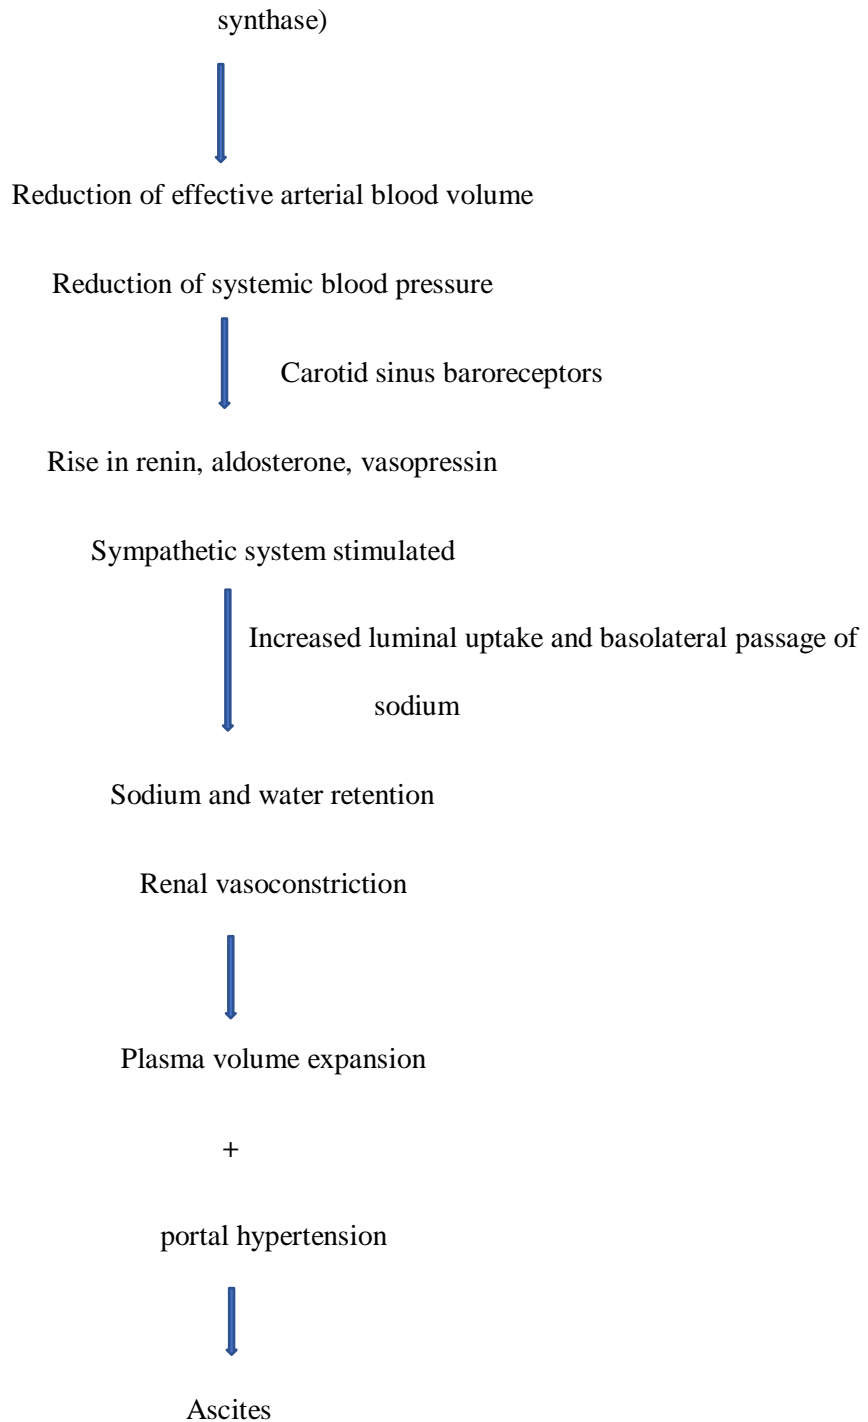 synthase)
Reduction of effective arterial blood volume
Reduction of systemic blood pressure
Carotid sinus baroreceptors
Rise in renin, aldosterone, vasopressin
Sympathetic system stimulated
Increased luminal uptake and basolateral passage of
sodium
Sodium and water retention
Renal vasoconstriction
Plasma volume expansion
+
portal hypertension
Ascites